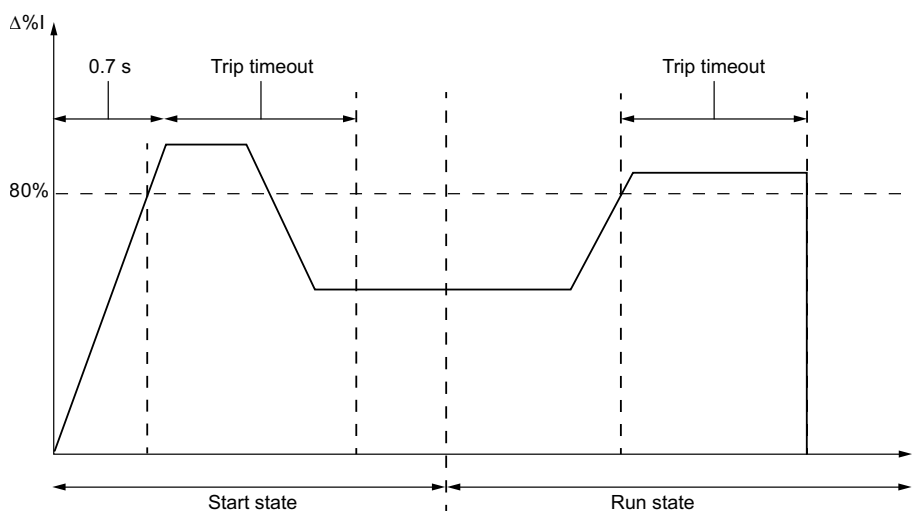 Δ%I
0.7 s
Trip timeout
Trip timeout
80%
Start state
Run state